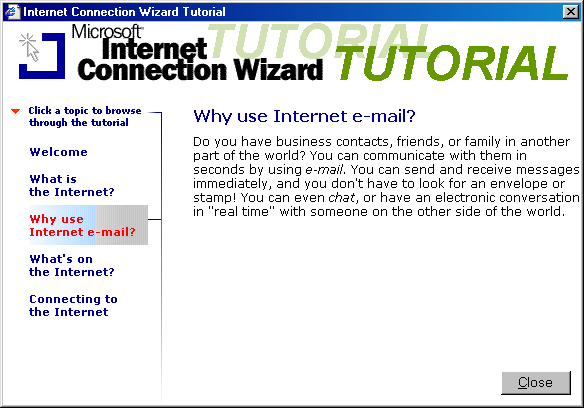 Internet Connection Wizard Tutorial
Microsoft®
Internet
Connection Wizard
TUTORIAL
TUTORIAL
Click a topic to browse
through the tutorial
Welcome
What is
the Internet?
Why use
Internet e-mail?
What's on
the Internet?
Connecting to
the Internet
Why use Internet e-mail?
Do you have business contacts, friends, or family in another
part of the world? You can communicate with them in
seconds by using e-mail. You can send and receive messages
immediately, and you don't have to look for an envelope or
stamp! You can even chat, or have an electronic conversation
in "real time" with someone on the other side of the world.
Close